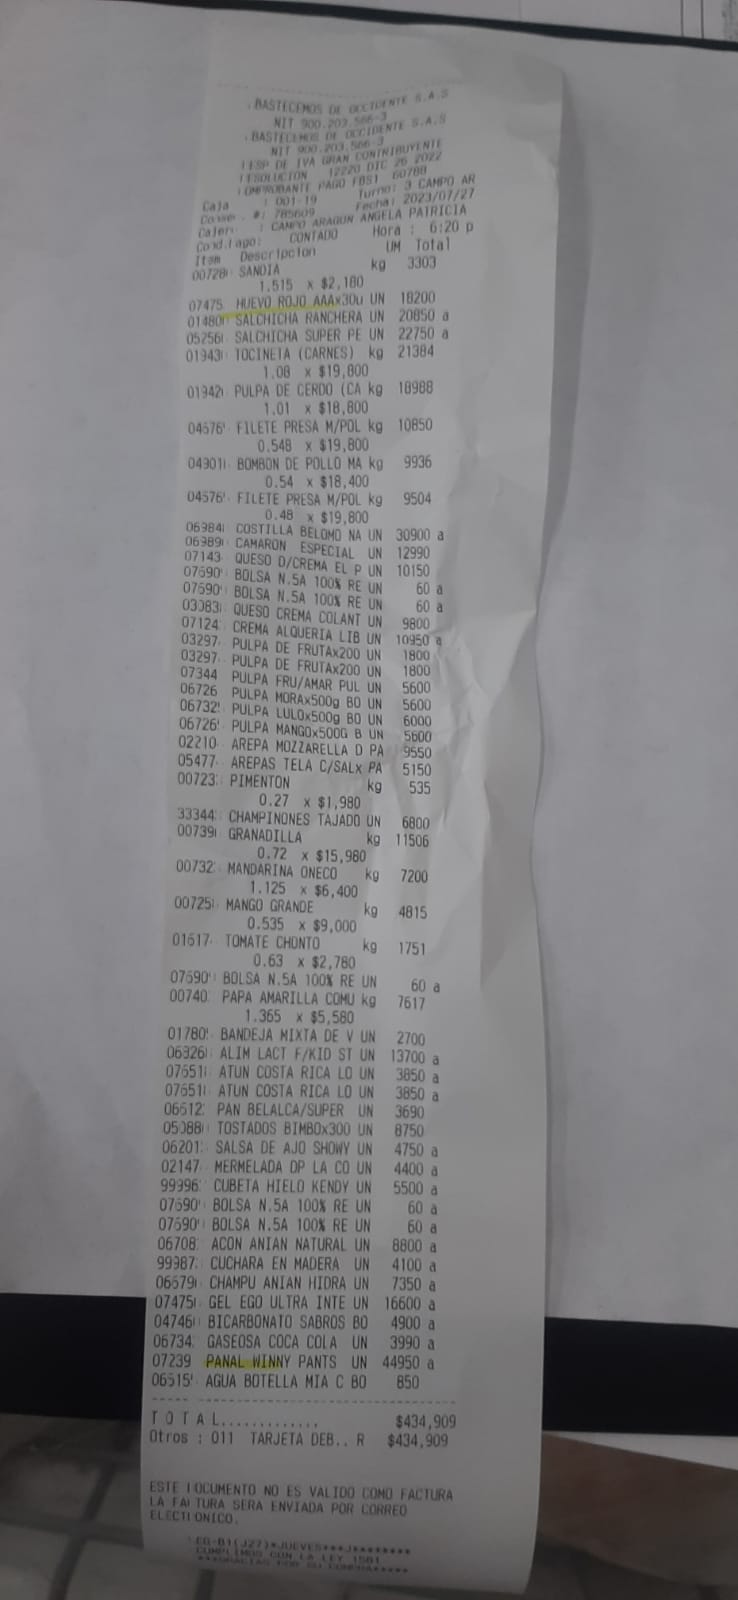 .BASTECEMOS DE OCCIDENTE S.A.S
NIT 900.203.566-3
.BASTECEMOS DE OCCIDENTE S.A.S
NIT 900.203.566-3
RESP DE IVA GRAN CONTRIBUYENTE
RESOLUCION 12220 DIC 26 2022
COMPROBANTE PAGO FBS1 60788
Caja : 001-19 Turno: 3 CAMPO AR
Consec. #: 785609 Fecha: 2023/07/27
Cajero : CAMPO ARAGON ANGELA PATRICIA
Cond.Pago: CONTADO Hora : 6:20 p
Item Descripcion UM Total
00728 SANDIA kg 3303
1.515 x $2,180
07475 HUEVO ROJO AAAx30u UN 18200
01480 SALCHICHA RANCHERA UN 20850 a
05256 SALCHICHA SUPER PE UN 22750 a
01943 TOCINETA (CARNES) kg 21384
1.08 x $19,800
01942 PULPA DE CERDO (CA kg 18988
1.01 x $18,800
04576 FILETE PRESA M/POL kg 10850
0.548 x $19,800
04301 BOMBON DE POLLO MA kg 9936
0.54 x $18,400
04576 FILETE PRESA M/POL kg 9504
0.48 x $19,800
06984 COSTILLA BELOMO NA UN 30900 a
06989 CAMARON ESPECIAL UN 12990
07143 QUESO D/CREMA EL P UN 10150
07690 BOLSA N.5A 100% RE UN 60 a
07690 BOLSA N.5A 100% RE UN 60 a
03083 QUESO CREMA COLANT UN 9800
07124 CREMA ALQUERIA LIB UN 10950 a
03297 PULPA DE FRUTAx200 UN 1800
03297 PULPA DE FRUTAx200 UN 1800
07344 PULPA FRU/AMAR PUL UN 5600
06726 PULPA MORAx500g BO UN 5600
06732 PULPA LULOx500g BO UN 6000
06726 PULPA MANGOx500G B UN 5600
02210 AREPA MOZZARELLA D PA 9550
05477 AREPAS TELA C/SALx PA 5150
00723 PIMENTON kg 535
0.27 x $1,980
33344 CHAMPINONES TAJADO UN 6800
00739 GRANADILLA kg 11506
0.72 x $15,980
00732 MANDARINA ONECO kg 7200
1.125 x $6,400
00725 MANGO GRANDE kg 4815
0.535 x $9,000
01617 TOMATE CHONTO kg 1751
0.63 x $2,780
07690 BOLSA N.5A 100% RE UN 60 a
00740 PAPA AMARILLA COMU kg 7617
1.365 x $5,580
01780 BANDEJA MIXTA DE V UN 2700
06326 ALIM LACT F/KID ST UN 13700 a
07651 ATUN COSTA RICA LO UN 3850 a
07651 ATUN COSTA RICA LO UN 3850 a
06612 PAN BELALCA/SUPER UN 3690
05088 TOSTADOS BIMBOx300 UN 8750
06201 SALSA DE AJO SHOWY UN 4750 a
02147 MERMELADA DP LA CO UN 4400 a
99996 CUBETA HIELO KENDY UN 5500 a
07690 BOLSA N.5A 100% RE UN 60 a
07690 BOLSA N.5A 100% RE UN 60 a
06708 ACON ANIAN NATURAL UN 8800 a
99987 CUCHARA EN MADERA UN 4100 a
06679 CHAMPU ANIAN HIDRA UN 7350 a
07475 GEL EGO ULTRA INTE UN 16600 a
04746 BICARBONATO SABROS BO 4900 a
06734 GASEOSA COCA COLA UN 3990 a
07239 PANAL WINNY PANTS UN 44950 a
06515 AGUA BOTELLA MIA C BO 850
T O T A L............. $434,909
Otros : 011 TARJETA DEB.. R $434,909
ESTE DOCUMENTO NO ES VALIDO COMO FACTURA
LA FACTURA SERA ENVIADA POR CORREO
ELECTRONICO.
CUMPLIMOS CON LA LEY 1581
***GRACIAS POR SU COMPRA*****